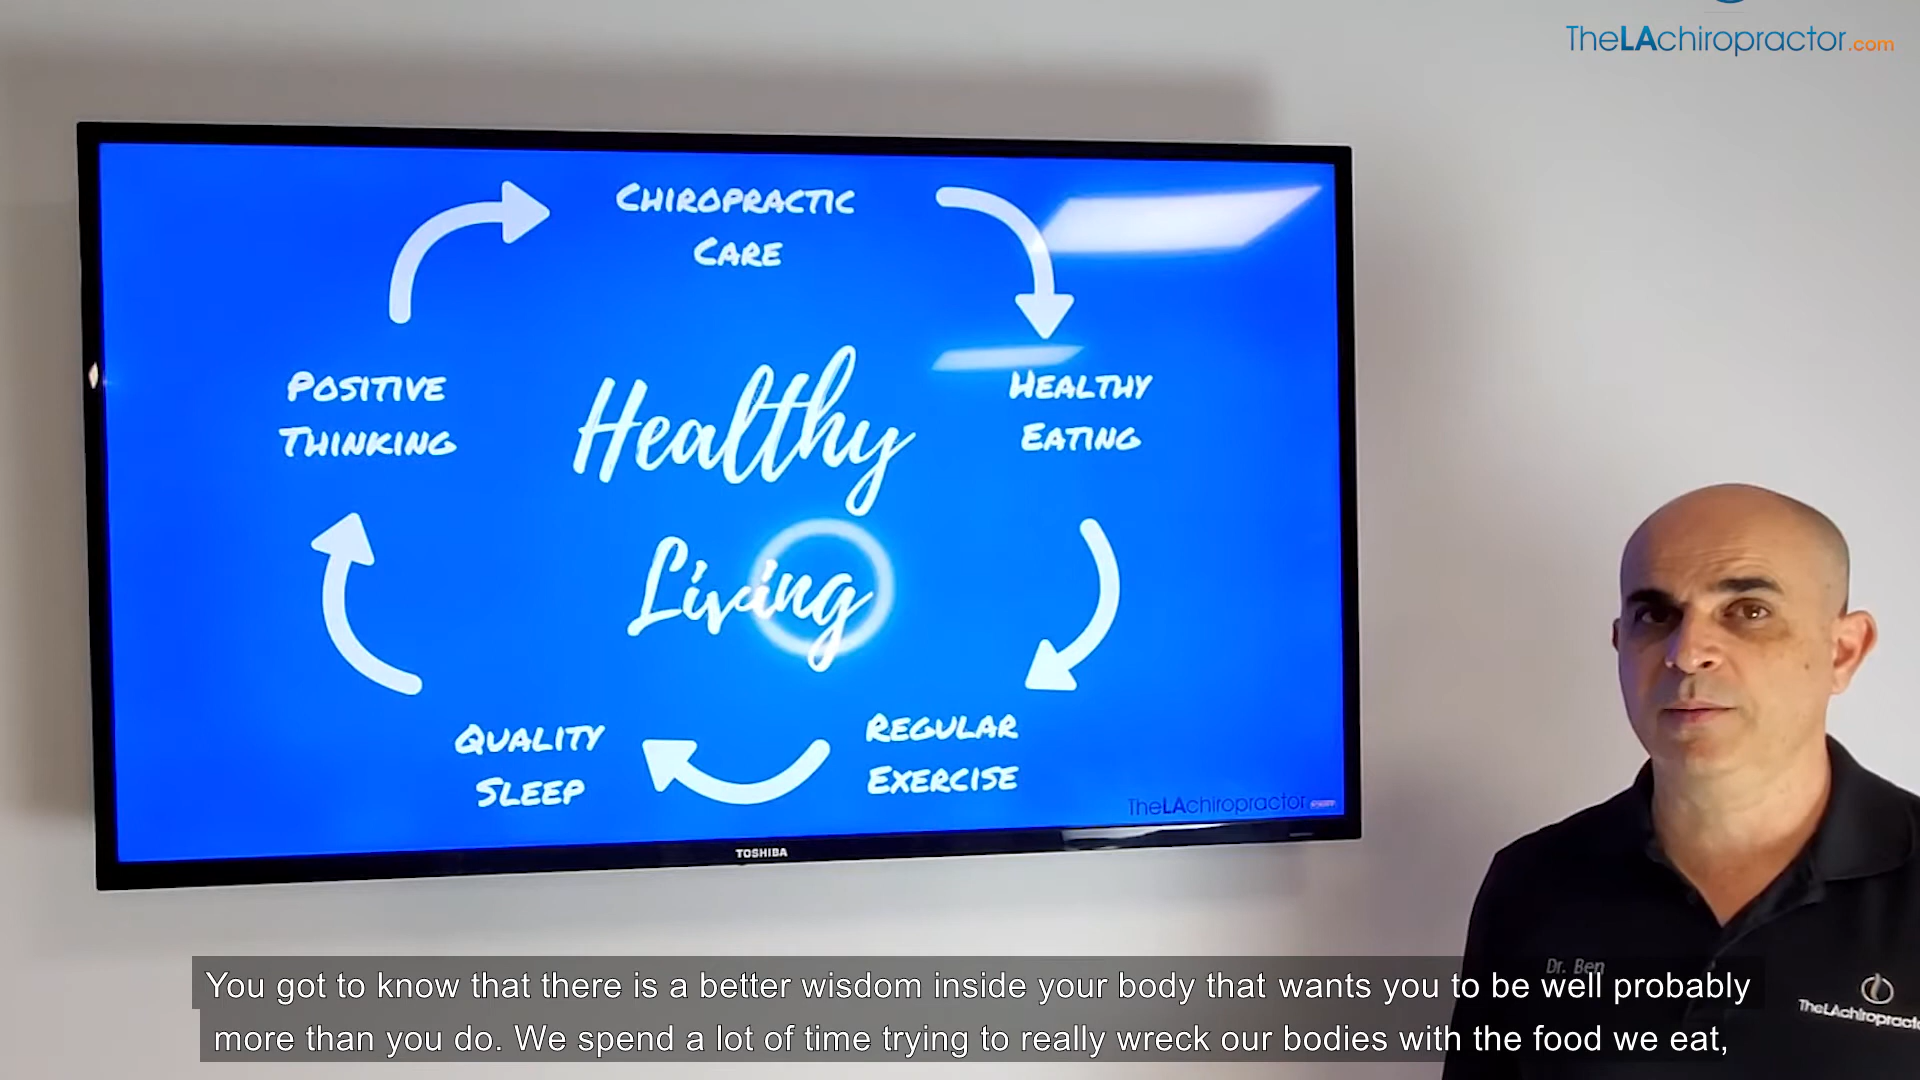 TheLAchiropractor.com
CHIROPRACTIC
CARE
POSITIVE
THINKING
HEALTHY
EATING
Healthy
Living
QUALITY
SLEEP
REGULAR
EXERCISE
TheLAchiropractor
TOSHIBA
Dr. Ben
TheLAchiropractor
You got to know that there is a better wisdom inside your body that wants you to be well probably
more than you do. We spend a lot of time trying to really wreck our bodies with the food we eat,